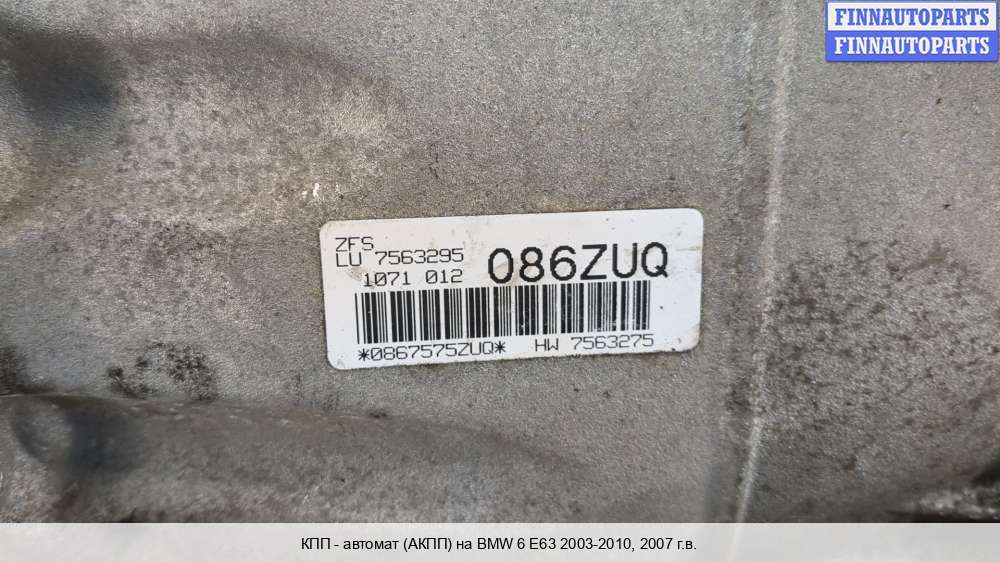 FINNAUTOPARTS
FINNAUTOPARTS
ZFS
LU 7563295
1071 012
086ZUQ
*0867575ZUQ*
HW 7563275
КПП - автомат (АКПП) на BMW 6 E63 2003-2010, 2007 г.в.